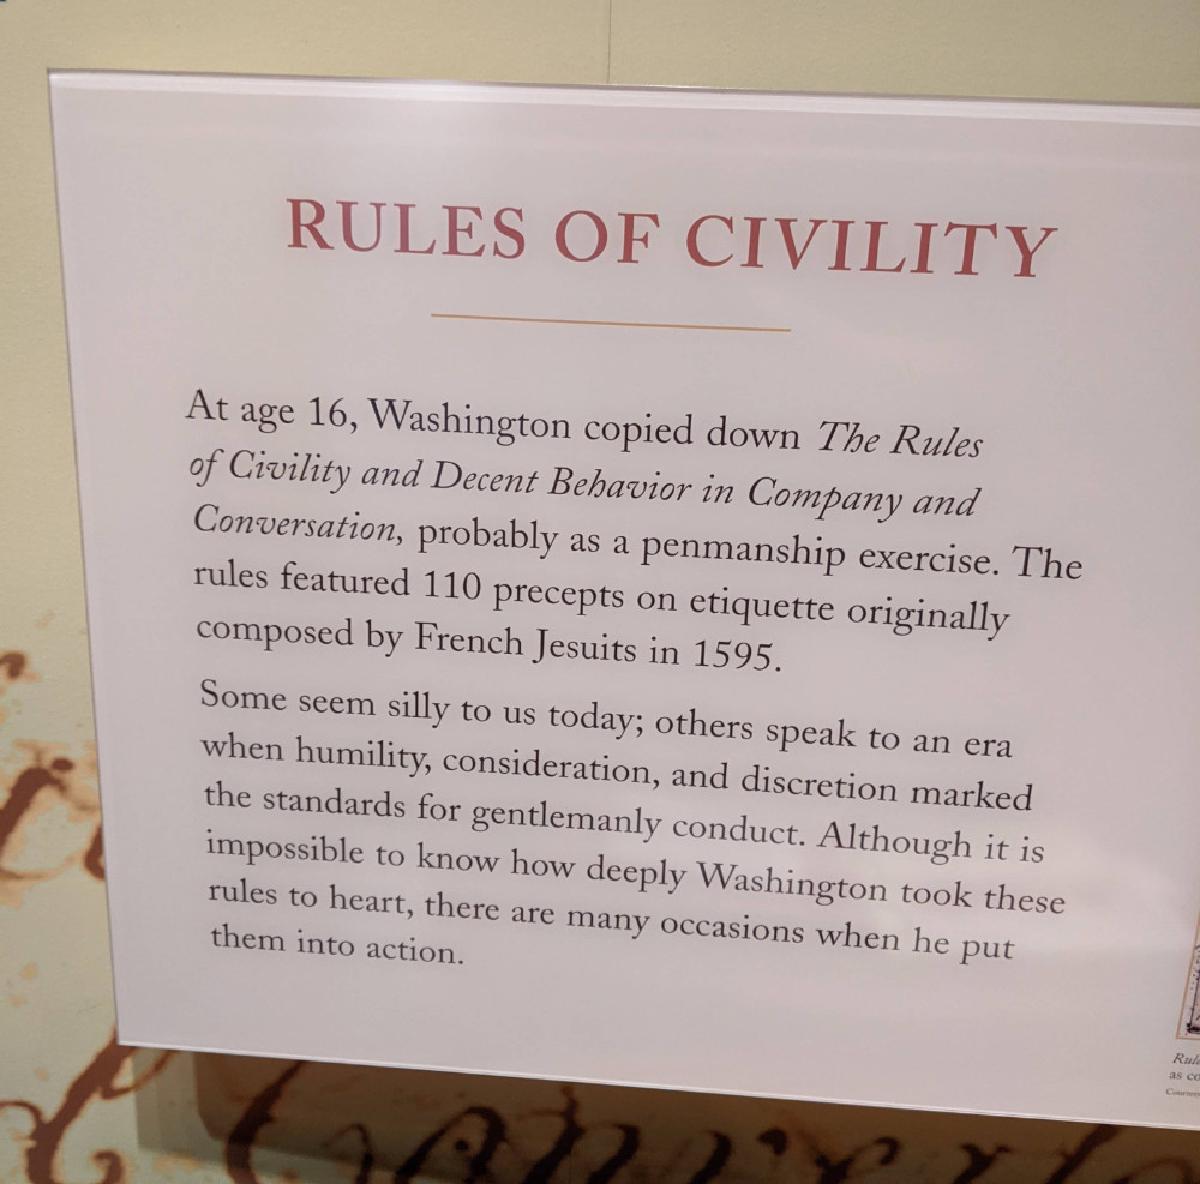 RULES OF CIVILITY
At age 16, Washington copied down The Rules
of Civility and Decent Behavior in Company and
Conversation, probably as a penmanship exercise. The
rules featured 110 precepts on etiquette originally
composed by French Jesuits in 1595.
Some seem silly to us today; others speak to an era
when humility, consideration, and discretion marked
the standards for gentlemanly conduct. Although it is
impossible to know how deeply Washington took these
rules to heart, there are many occasions when he put
them into action.
as